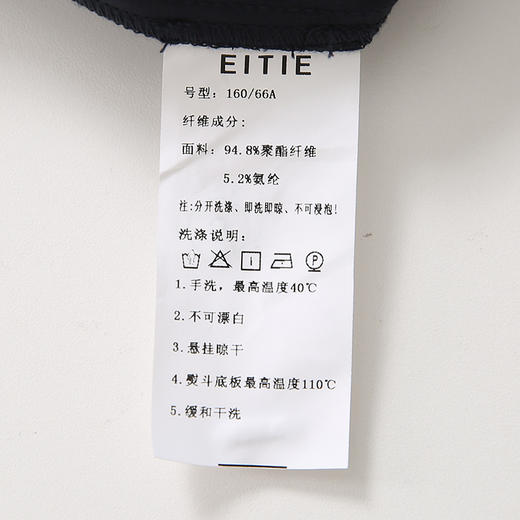 EITIE
号型: 160/66A
纤维成分:
面料: 94.8%聚酯纤维
5.2%氨纶
注:分开洗涤、即洗即晾、不可浸泡!
洗涤说明:
1.手洗,最高温度40℃
2.不可漂白
3.悬挂晾干
4.熨斗底板最高温度110℃
5.缓和干洗